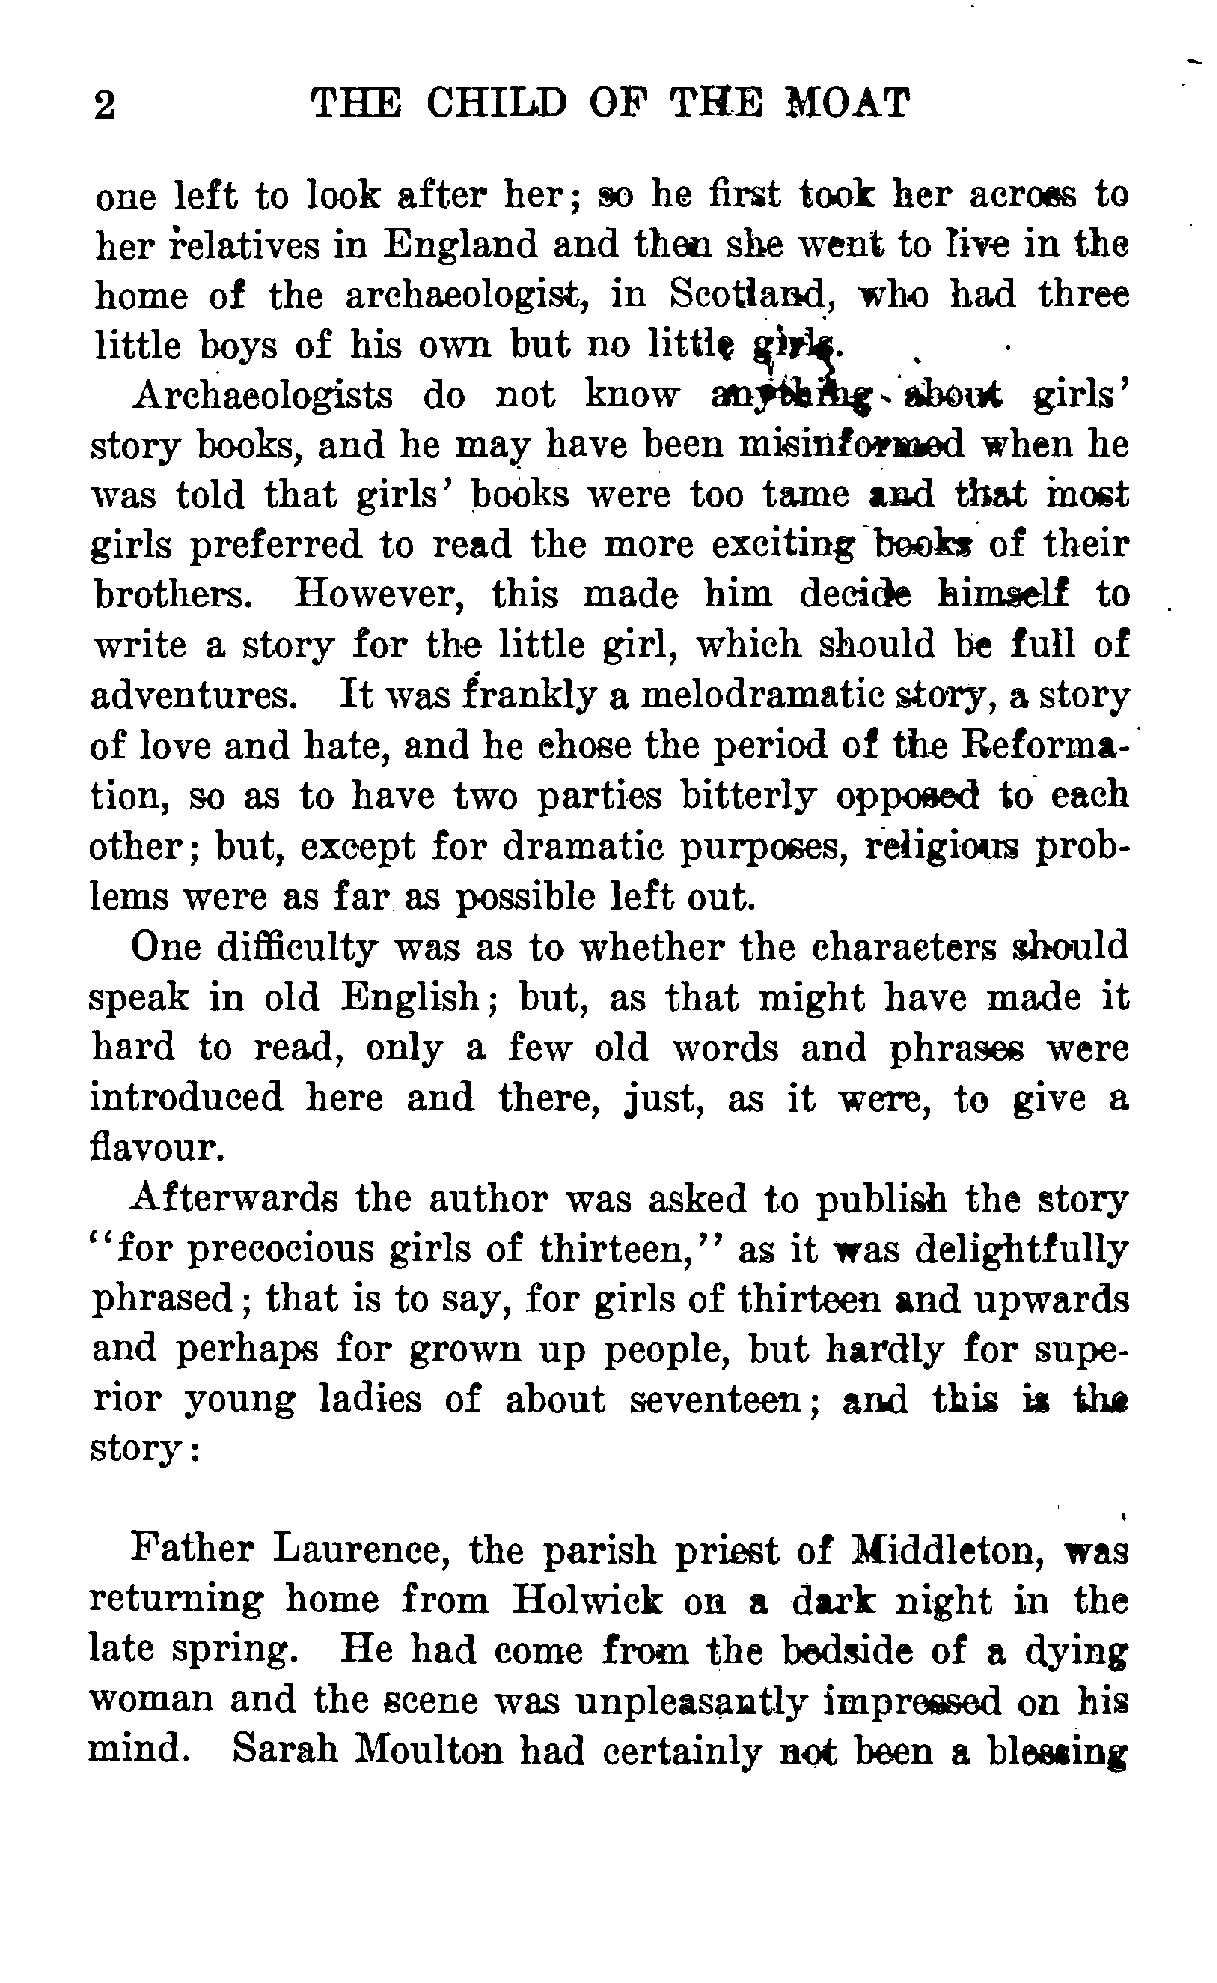 2 THE CHILD OF THE MOAT
one left to look after her; so he first took her across to
her relatives in England and then she went to live in the
home of the archaeologist, in Scotland, who had three
little boys of his own but no little girls.
Archaeologists do not know anything about girls'
story books, and he may have been misinformed when he
was told that girls' books were too tame and that most
girls preferred to read the more exciting books of their
brothers. However, this made him decide himself to
write a story for the little girl, which should be full of
adventures. It was frankly a melodramatic story, a story
of love and hate, and he chose the period of the Reforma-
tion, so as to have two parties bitterly opposed to each
other; but, except for dramatic purposes, religious prob-
lems were as far as possible left out.
One difficulty was as to whether the characters should
speak in old English; but, as that might have made it
hard to read, only a few old words and phrases were
introduced here and there, just, as it were, to give a
flavour.
Afterwards the author was asked to publish the story
"for precocious girls of thirteen," as it was delightfully
phrased; that is to say, for girls of thirteen and upwards
and perhaps for grown up people, but hardly for supe-
rior young ladies of about seventeen; and this is the
story:
Father Laurence, the parish priest of Middleton, was
returning home from Holwick on a dark night in the
late spring. He had come from the bedside of a dying
woman and the scene was unpleasantly impressed on his
mind. Sarah Moulton had certainly not been a blessing